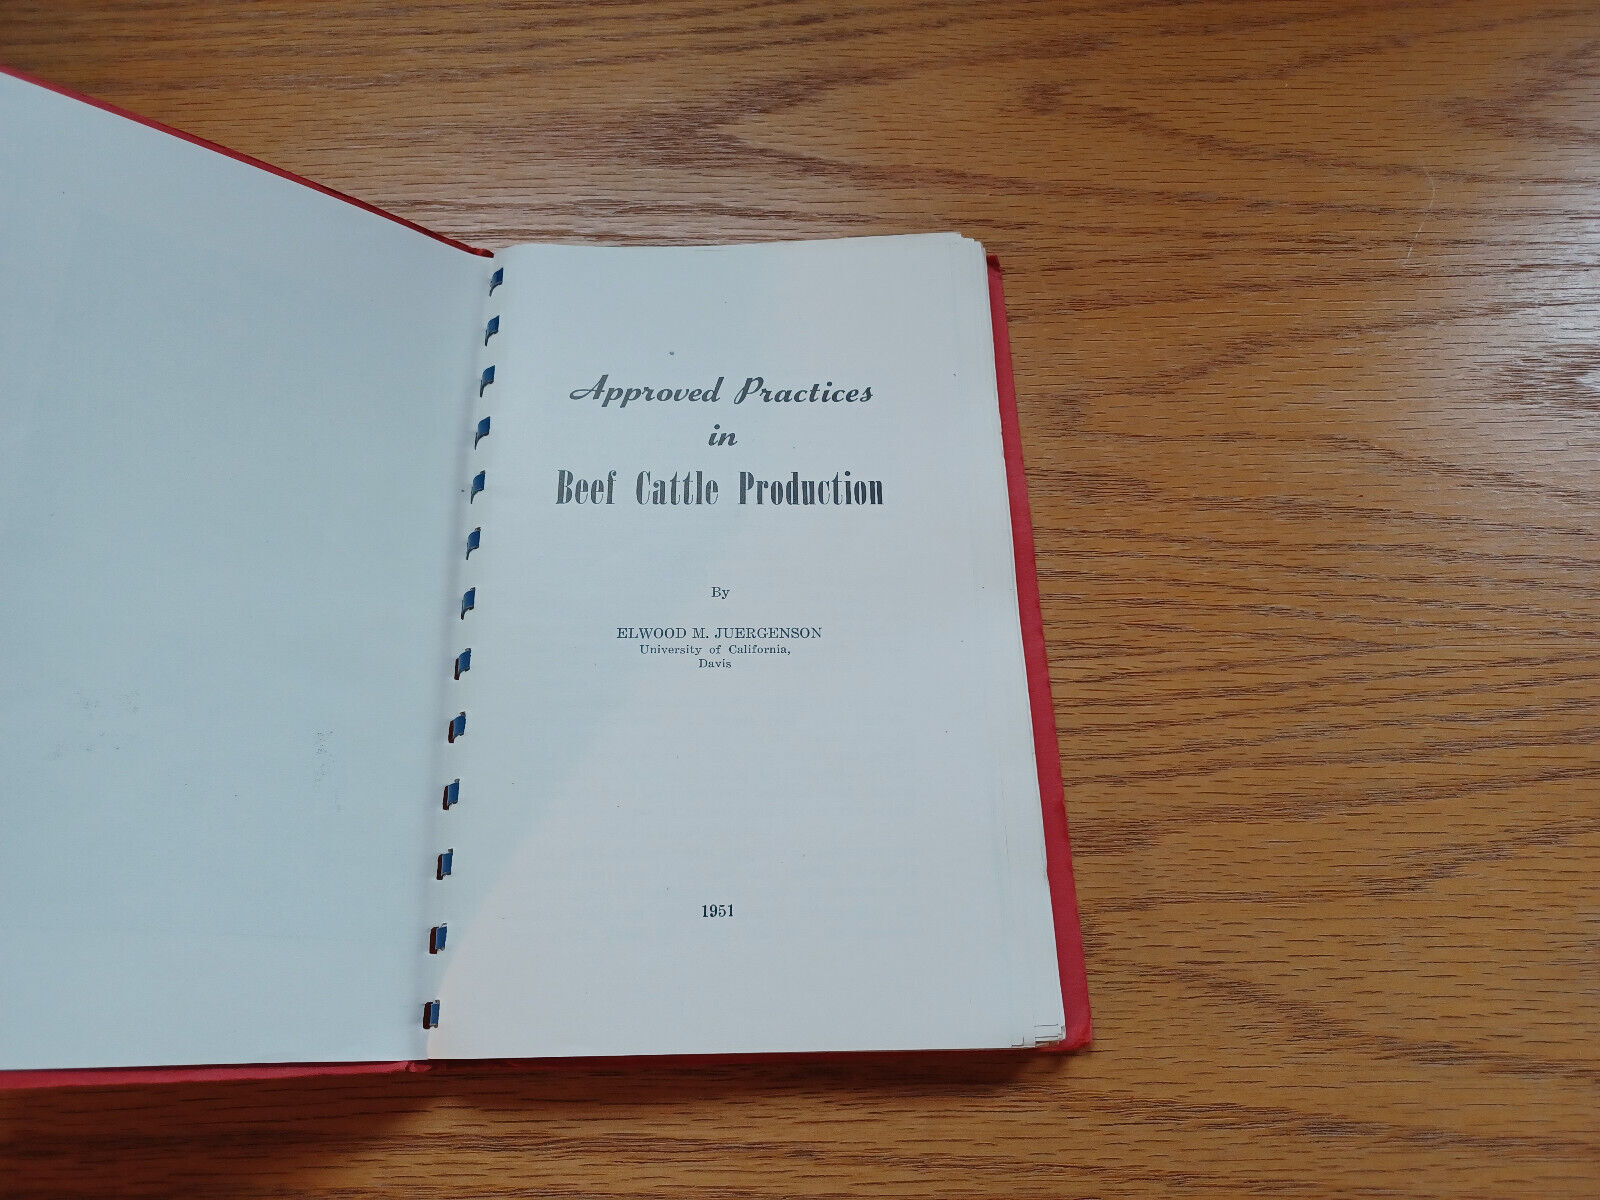 Approved Practices
in
Beef Cattle Production
By
ELWOOD M. JUERGENSON
University of California,
Davis
1951